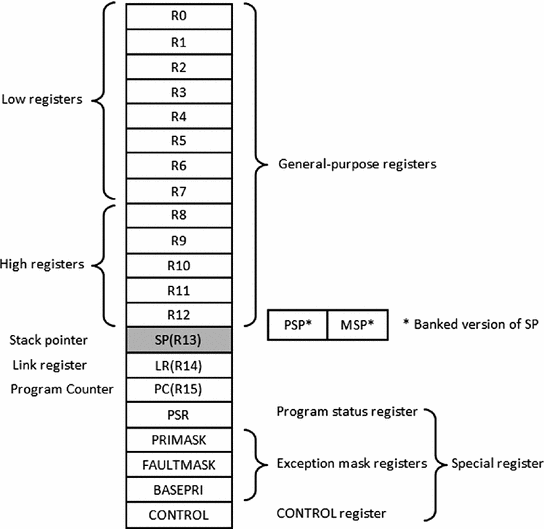 R0
R1
R2
Low registers
R3
R4
R5
R6
General-purpose registers
R7
R8
R9
High registers
R10
R11
R12
PSP*
MSP*
* Banked version of SP
Stack pointer
SP(R13)
Link register
LR(R14)
Program Counter
PC(R15)
PSR
Program status register
PRIMASK
FAULTMASK
Exception mask registers
Special register
BASEPRI
CONTROL
CONTROL register